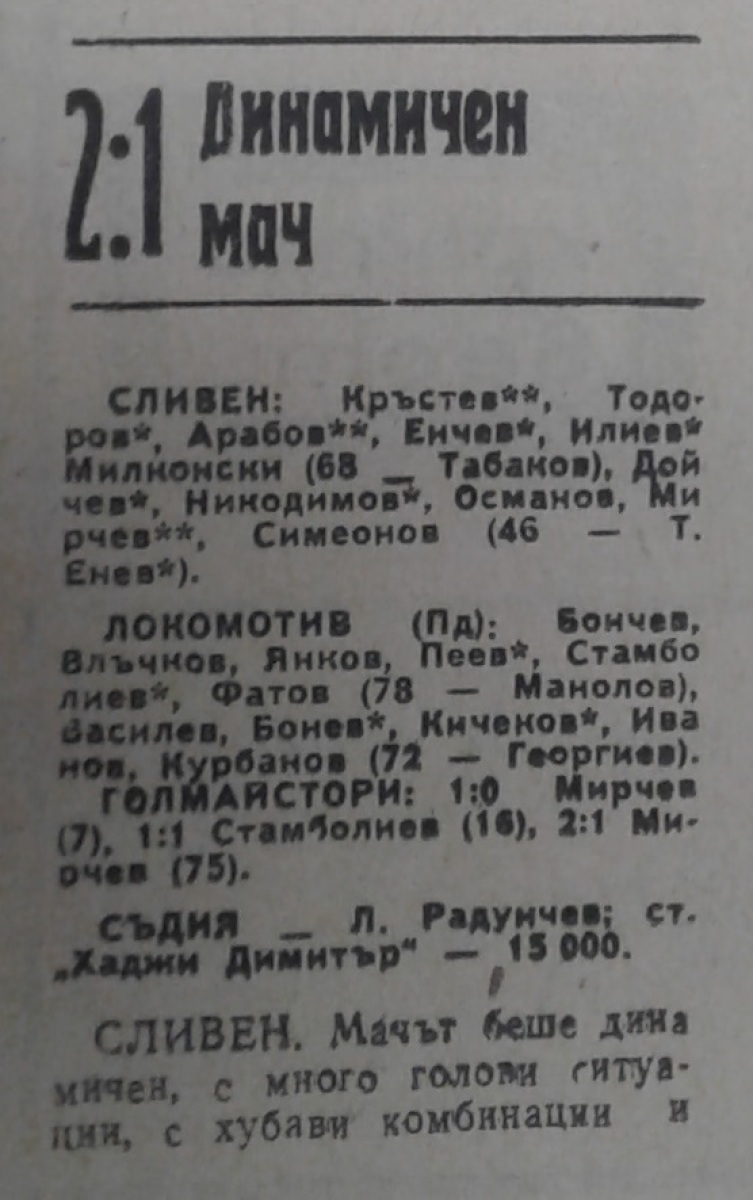 2:1 Динамичен
мач
СЛИВЕН: Кръстев**, Тодо-
ров*, Арабов**, Енчев*, Илиев*
Милконски (68 — Табаков), Дой
чев*, Никодимов*, Османов, Ми
рчев**, Симеонов (46 — Т.
Енев*).
ЛОКОМОТИВ (Пд): Бончев,
Влъчков, Янков, Пеев*, Стамбо
лиев*, Фатов (78 — Манолов),
Василев, Бонев*, Кичеков*, Ива
нов, Курбанов (72 — Георгиев).
ГОЛМАЙСТОРИ: 1:0 Мирчев
(7), 1:1 Стамболиев (16), 2:1 Ми-
рчев (75).
СЪДИЯ — Л. Радунчев; ст.
„Хаджи Димитър“ — 15 000.
СЛИВЕН. Мачът беше дина
мичен, с много голови ситуа-
ции, с хубави комбинации и